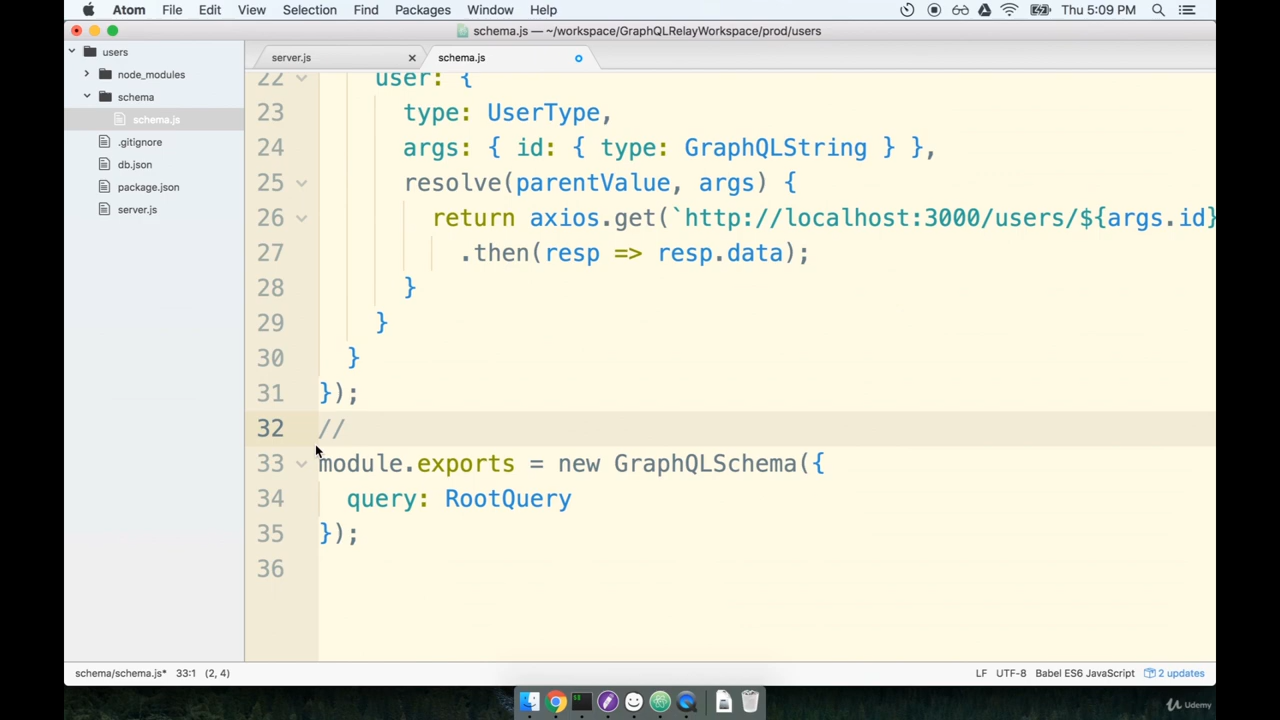 Atom File Edit View Selection Find Packages Window Help Thu 5:09 PM
schema.js — ~/workspace/GraphQLRelayWorkspace/prod/users
users
node_modules
schema
schema.js
.gitignore
db.json
package.json
server.js
server.js schema.js
22 user: {
23 type: UserType,
24 args: { id: { type: GraphQLString } },
25 resolve(parentValue, args) {
26 return axios.get(`http://localhost:3000/users/${args.id}
27 .then(resp => resp.data);
28 }
29 }
30 }
31 });
32 //
33 module.exports = new GraphQLSchema({
34 query: RootQuery
35 });
36
schema/schema.js* 33:1 (2, 4) LF UTF-8 Babel ES6 JavaScript 2 updates
Udemy